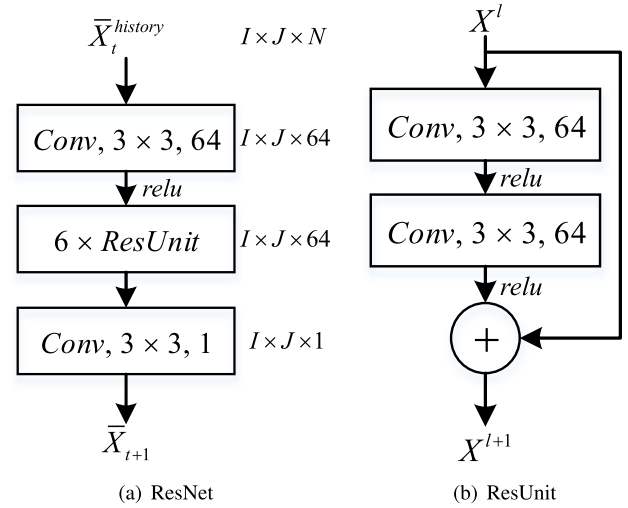 X̅_t^{history} I × J × N
Conv, 3 × 3, 64 I × J × 64
relu
6 × ResUnit I × J × 64
Conv, 3 × 3, 1 I × J × 1
X̅_{t+1}
(a) ResNet
X^l
Conv, 3 × 3, 64
relu
Conv, 3 × 3, 64
relu
+
X^{l+1}
(b) ResUnit